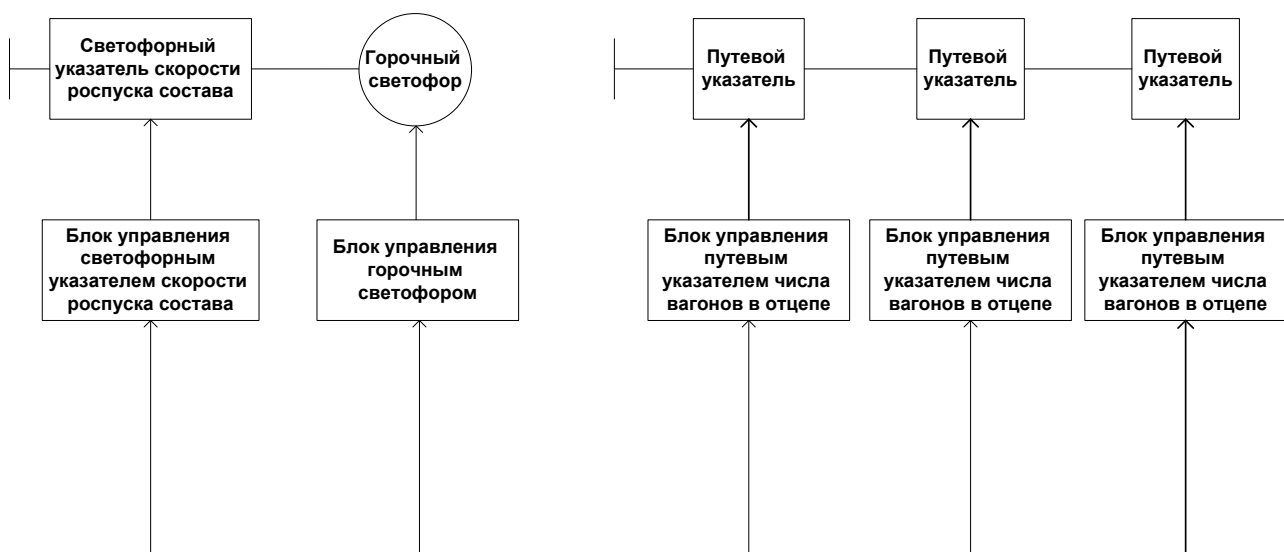 Светофорный
указатель скорости
роспуска состава
Горочный
светофор
Путевой
указатель
Путевой
указатель
Путевой
указатель
Блок управления
светофорным
указателем скорости
роспуска состава
Блок управления
горочным
светофором
Блок управления
путевым
указателем числа
вагонов в отцепе
Блок управления
путевым
указателем числа
вагонов в отцепе
Блок управления
путевым
указателем числа
вагонов в отцепе